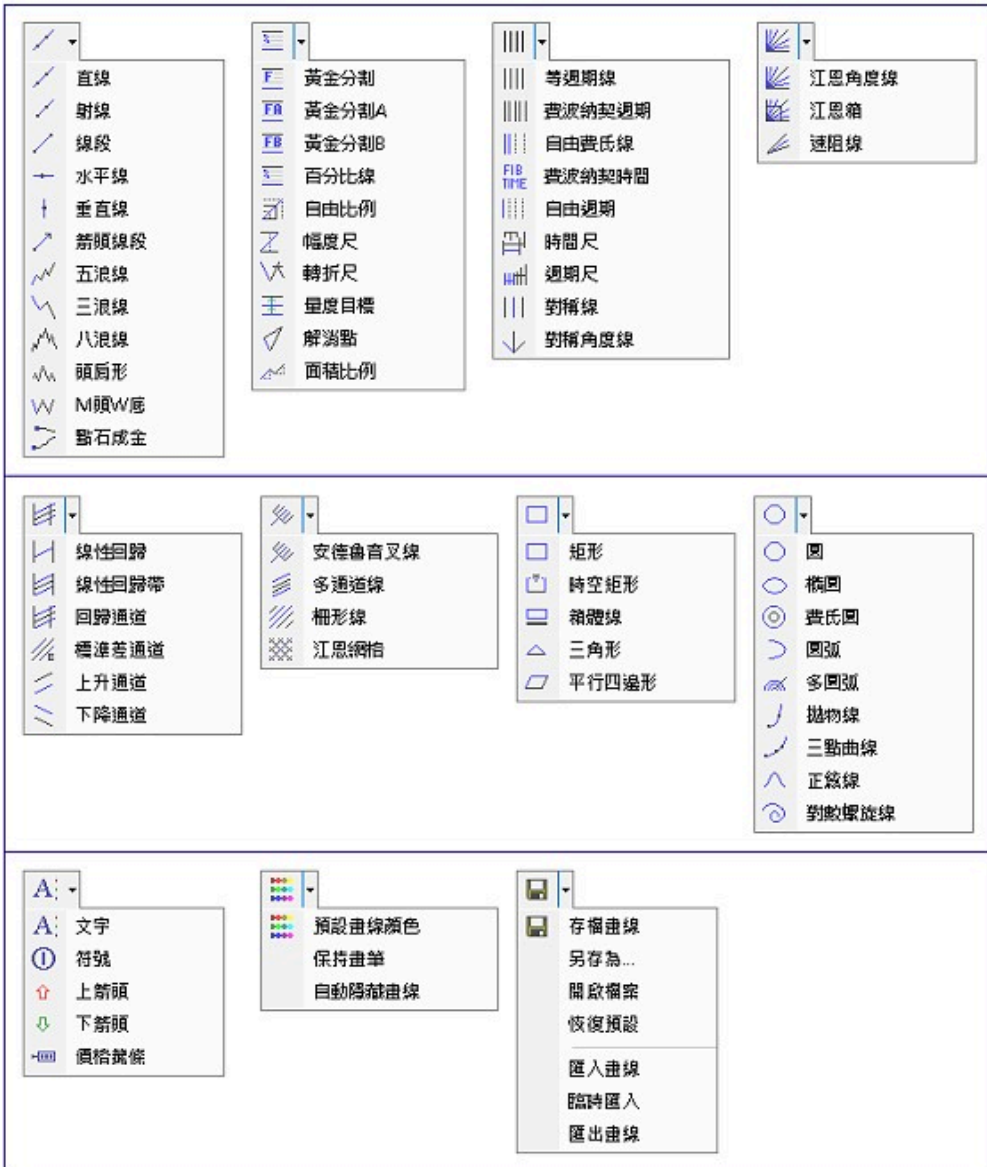 直線
射線
線段
水平線
垂直線
箭頭線段
五浪線
三浪線
八浪線
頭肩形
M頭W底
點石成金
F
黃金分割
FA
黃金分割A
FB
黃金分割B
百分比線
自由比例
幅度尺
轉折尺
量度目標
解消點
面積比例
等週期線
費波納契週期
自由費氏線
FIB TIME
費波納契時間
自由週期
時間尺
週期尺
對稱線
對稱角度線
江恩角度線
江恩箱
速阻線
線性回歸
線性回歸帶
回歸通道
標準差通道
上升通道
下降通道
安德魯音叉線
多通道線
柵形線
江恩網格
矩形
時空矩形
箱體線
三角形
平行四邊形
圓
橢圓
費氏圓
圓弧
多圓弧
拋物線
三點曲線
正弦線
對數螺旋線
A
A
文字
符號
上箭頭
下箭頭
價格鏈條
預設畫線顏色
保持畫筆
自動隱藏畫線
存檔畫線
另存為...
開啟檔案
恢復預設
匯入畫線
臨時匯入
匯出畫線